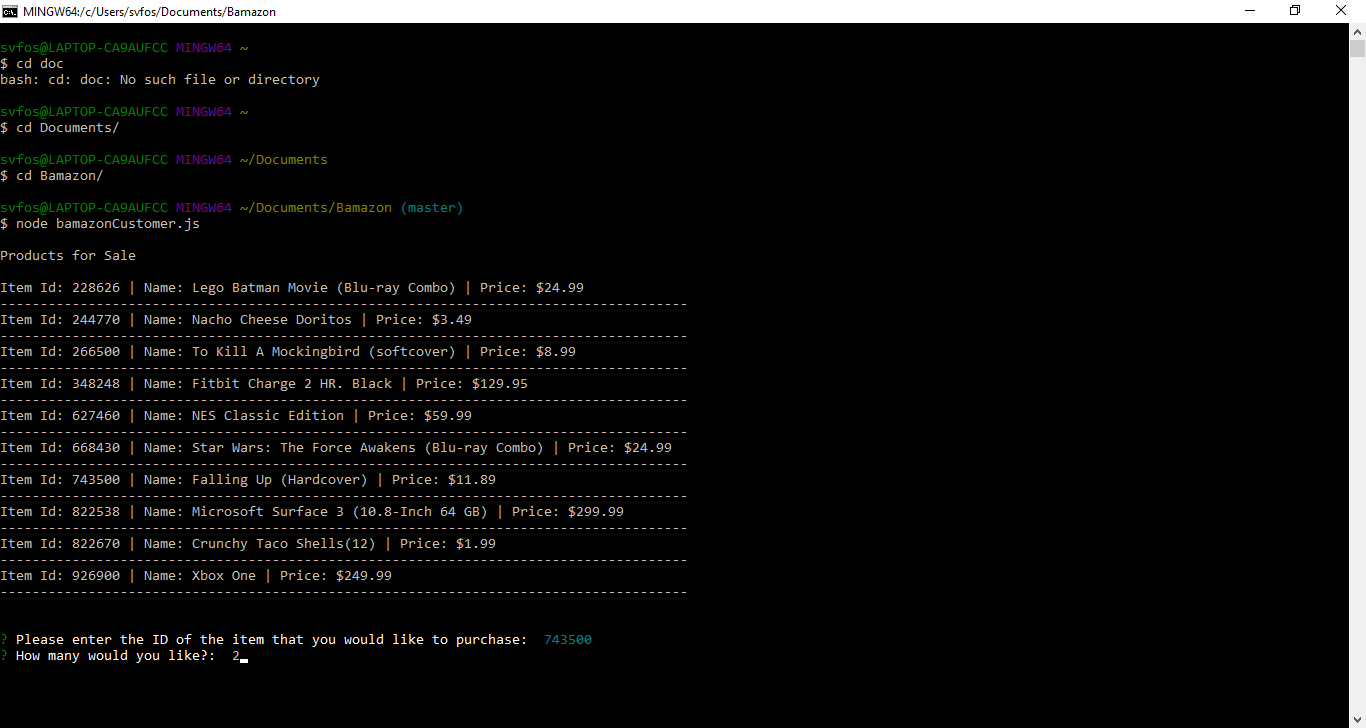 MINGW64:/c/Users/svfos/Documents/Bamazon
svfos@LAPTOP-CA9AUFCC MINGW64 ~
$ cd doc
bash: cd: doc: No such file or directory
svfos@LAPTOP-CA9AUFCC MINGW64 ~
$ cd Documents/
svfos@LAPTOP-CA9AUFCC MINGW64 ~/Documents
$ cd Bamazon/
svfos@LAPTOP-CA9AUFCC MINGW64 ~/Documents/Bamazon (master)
$ node bamazonCustomer.js
Products for Sale
Item Id: 228626 | Name: Lego Batman Movie (Blu-ray Combo) | Price: $24.99
--------------------------------------------------------------------------------------
Item Id: 244770 | Name: Nacho Cheese Doritos | Price: $3.49
--------------------------------------------------------------------------------------
Item Id: 266500 | Name: To Kill A Mockingbird (softcover) | Price: $8.99
--------------------------------------------------------------------------------------
Item Id: 348248 | Name: Fitbit Charge 2 HR. Black | Price: $129.95
--------------------------------------------------------------------------------------
Item Id: 627460 | Name: NES Classic Edition | Price: $59.99
--------------------------------------------------------------------------------------
Item Id: 668430 | Name: Star Wars: The Force Awakens (Blu-ray Combo) | Price: $24.99
--------------------------------------------------------------------------------------
Item Id: 743500 | Name: Falling Up (Hardcover) | Price: $11.89
--------------------------------------------------------------------------------------
Item Id: 822538 | Name: Microsoft Surface 3 (10.8-Inch 64 GB) | Price: $299.99
--------------------------------------------------------------------------------------
Item Id: 822670 | Name: Crunchy Taco Shells(12) | Price: $1.99
--------------------------------------------------------------------------------------
Item Id: 926900 | Name: Xbox One | Price: $249.99
--------------------------------------------------------------------------------------
? Please enter the ID of the item that you would like to purchase:  743500
? How many would you like?:  2